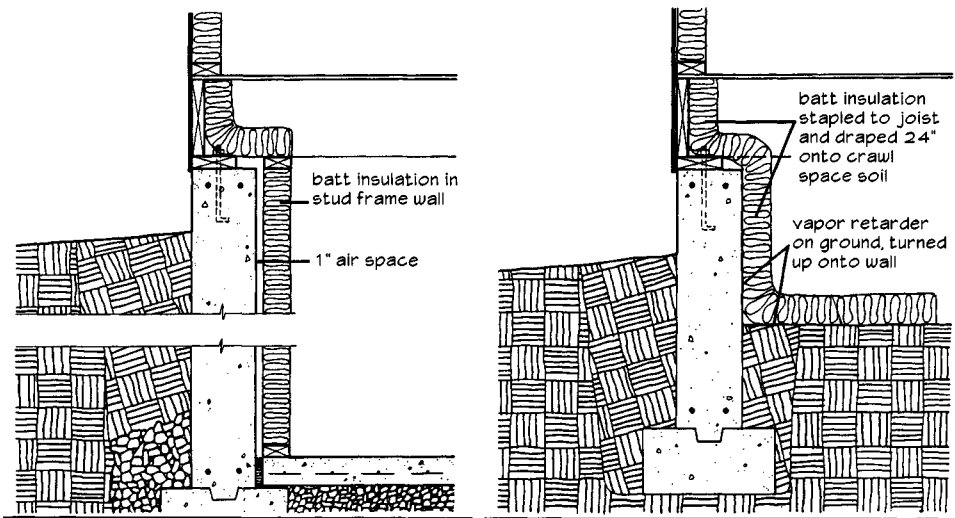 batt insulation in
stud frame wall
1" air space
batt insulation
stapled to joist
and draped 24"
onto crawl
space soil
vapor retarder
on ground, turned
up onto wall